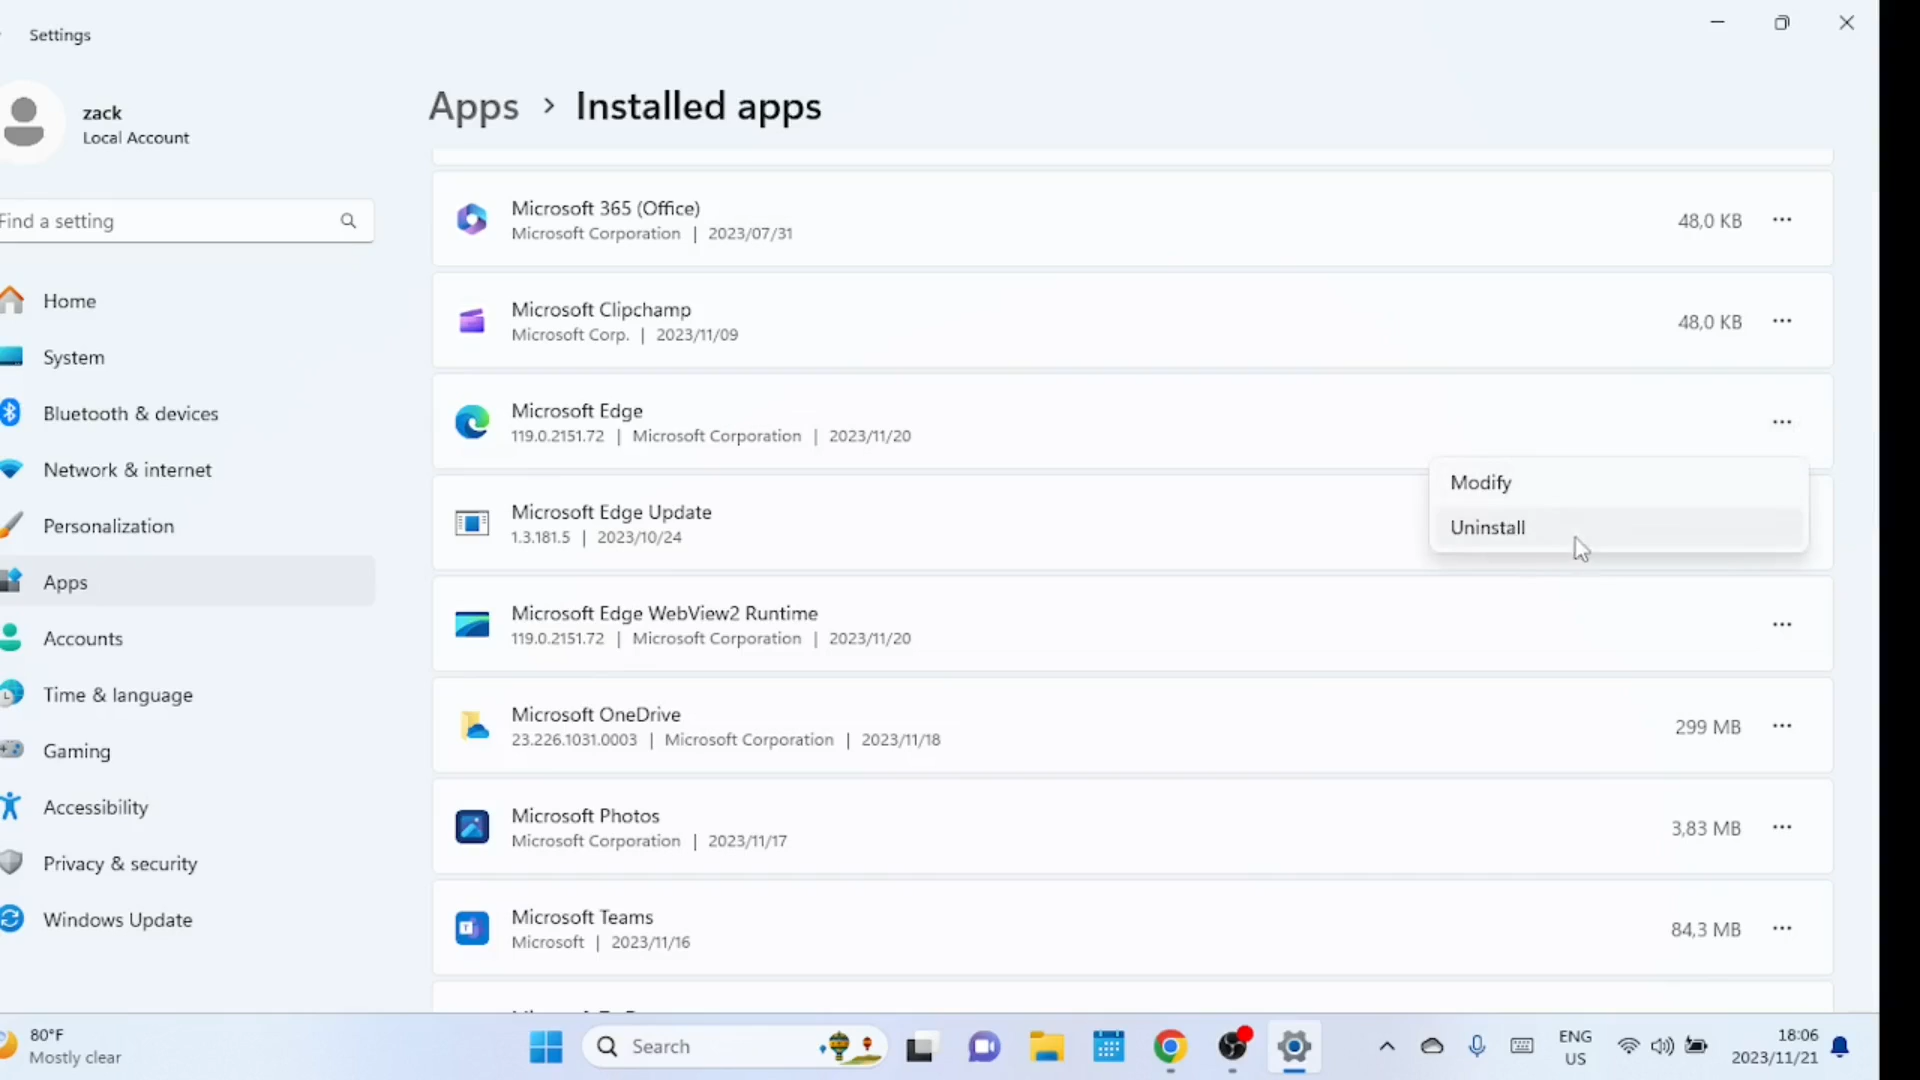 Settings
zack
Local Account
Find a setting
Home
System
Bluetooth & devices
Network & internet
Personalization
Apps
Accounts
Time & language
Gaming
Accessibility
Privacy & security
Windows Update
Apps > Installed apps
Microsoft 365 (Office)
Microsoft Corporation | 2023/07/31
48,0 KB
Microsoft Clipchamp
Microsoft Corp. | 2023/11/09
48,0 KB
Microsoft Edge
119.0.2151.72 | Microsoft Corporation | 2023/11/20
Modify
Uninstall
Microsoft Edge Update
1.3.181.5 | 2023/10/24
Microsoft Edge WebView2 Runtime
119.0.2151.72 | Microsoft Corporation | 2023/11/20
Microsoft OneDrive
23.226.1031.0003 | Microsoft Corporation | 2023/11/18
299 MB
Microsoft Photos
Microsoft Corporation | 2023/11/17
3,83 MB
Microsoft Teams
Microsoft | 2023/11/16
84,3 MB
80°F
Mostly clear
Search
ENG
US
18:06
2023/11/21